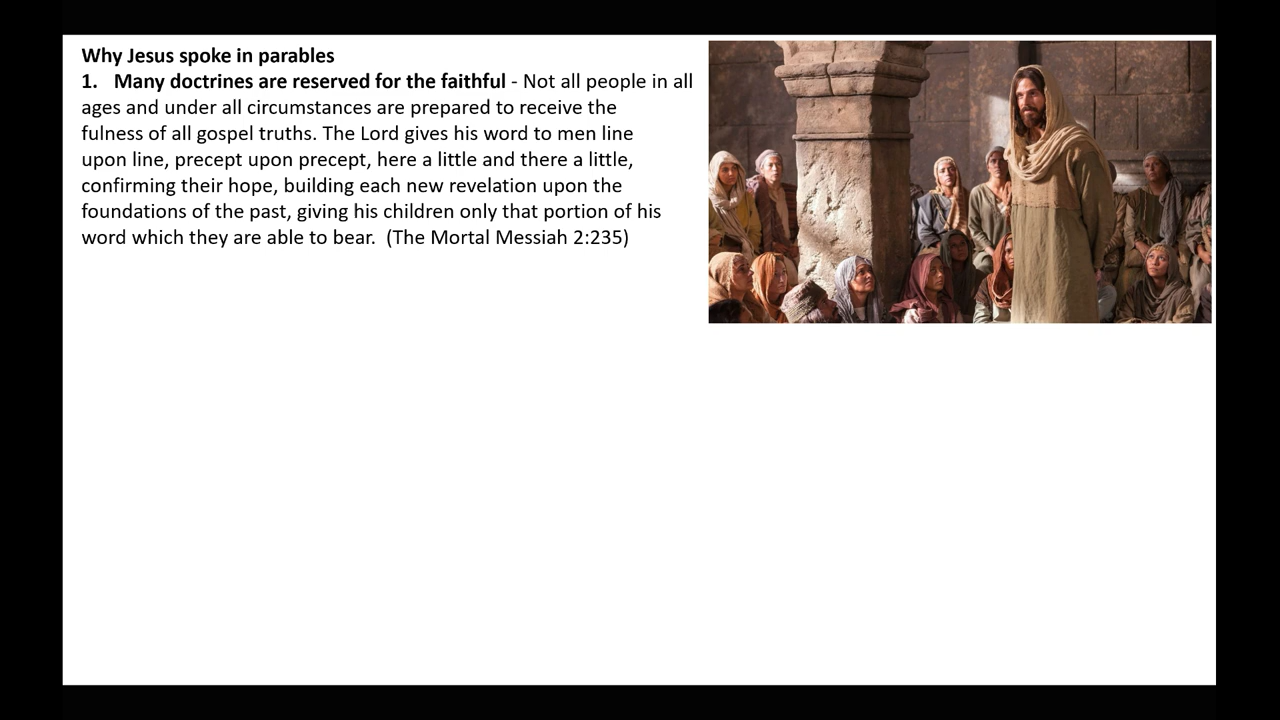 Why Jesus spoke in parables
1. Many doctrines are reserved for the faithful - Not all people in all
ages and under all circumstances are prepared to receive the
fulness of all gospel truths. The Lord gives his word to men line
upon line, precept upon precept, here a little and there a little,
confirming their hope, building each new revelation upon the
foundations of the past, giving his children only that portion of his
word which they are able to bear. (The Mortal Messiah 2:235)